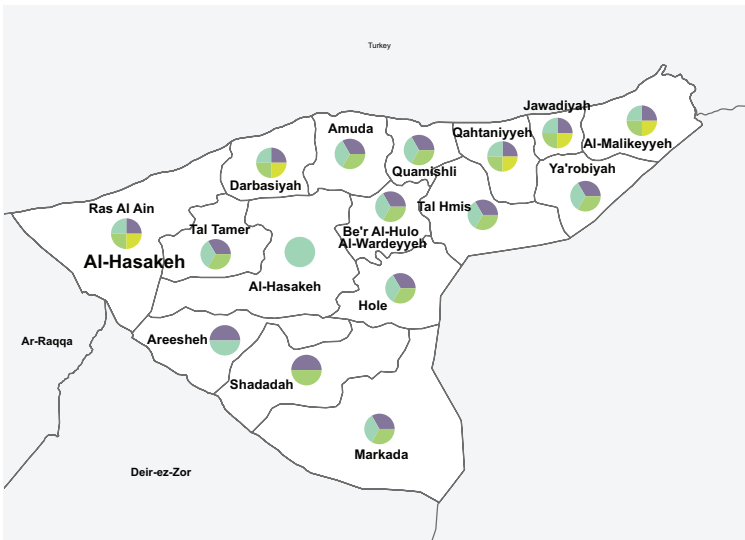 Turkey
Jawadiyah
Amuda
Qahtaniyyeh
Al-Malikeyyeh
Quamishli
Ya'robiyah
Darbasiyah
Ras Al Ain
Tal Tamer
Be'r Al-Hulo
Al-Wardeyyeh
Tal Hmis
Al-Hasakeh
Al-Hasakeh
Hole
Ar-Raqqa
Areesheh
Shadadah
Markada
Deir-ez-Zor